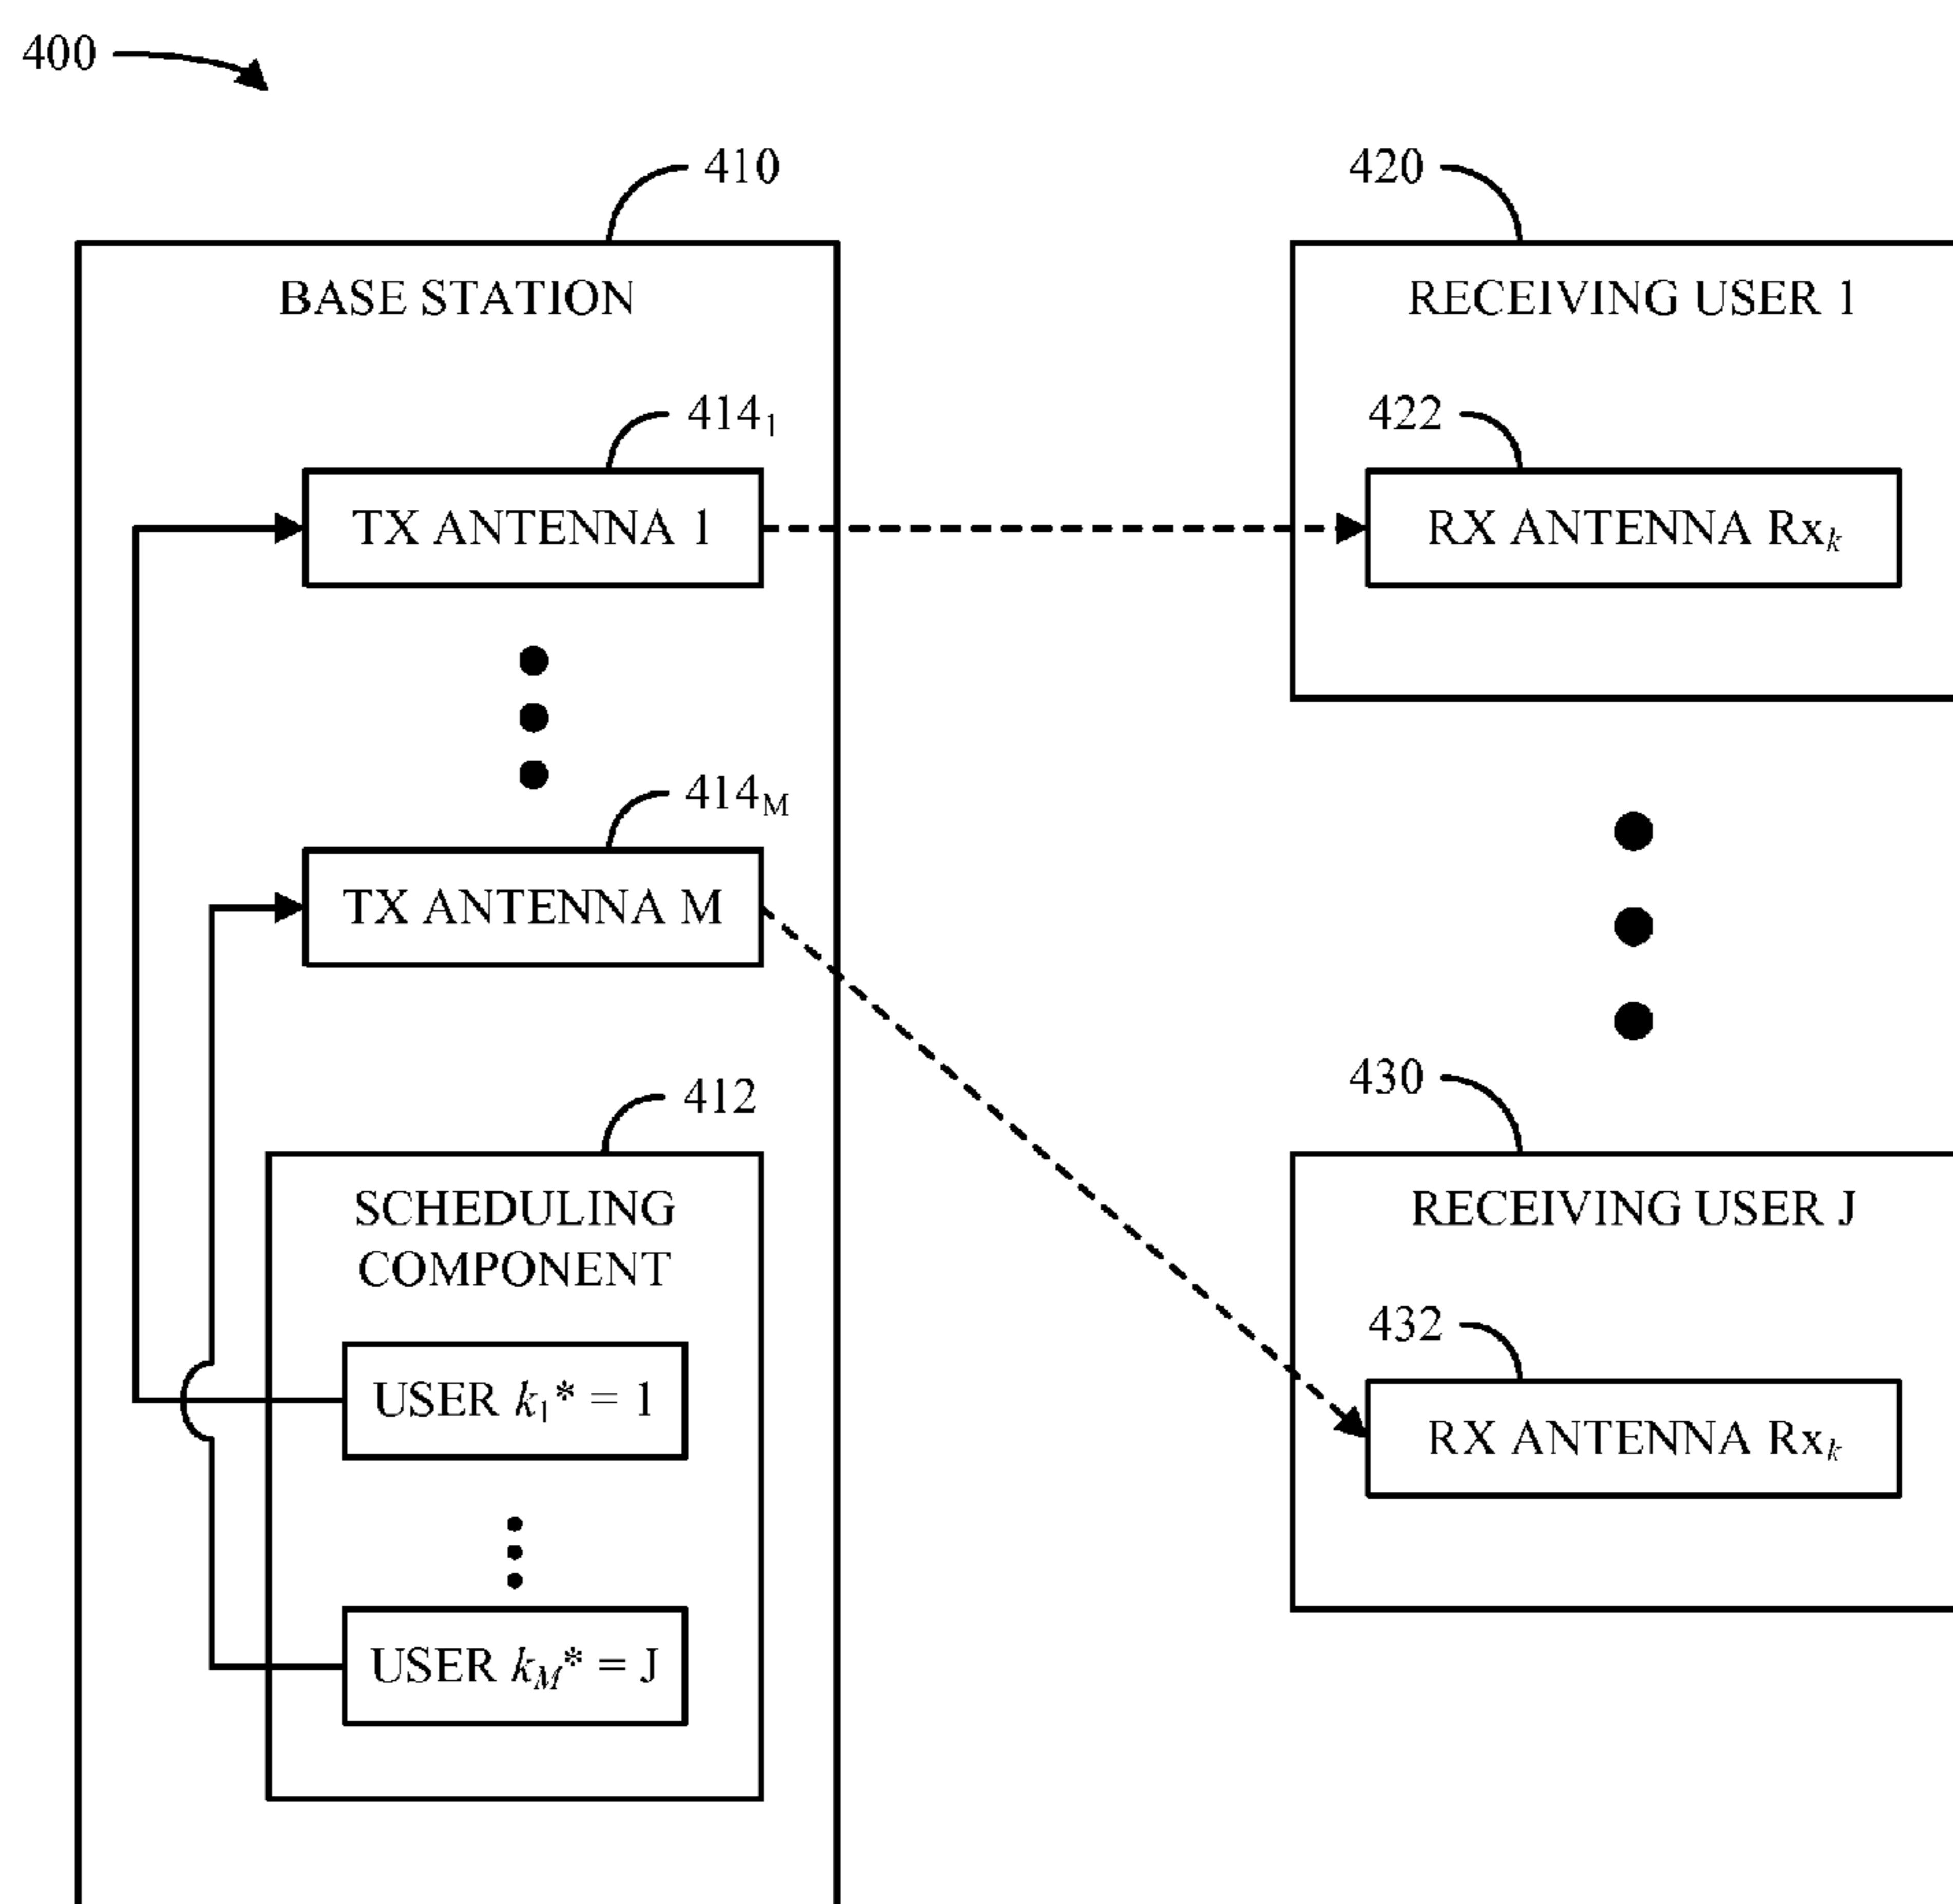 400
410
420
BASE STATION
RECEIVING USER 1
414₁
422
TX ANTENNA 1
RX ANTENNA Rxₖ
414M
TX ANTENNA M
412
430
SCHEDULING
COMPONENT
RECEIVING USER J
432
USER k₁* = 1
RX ANTENNA Rxₖ
USER kM* = J